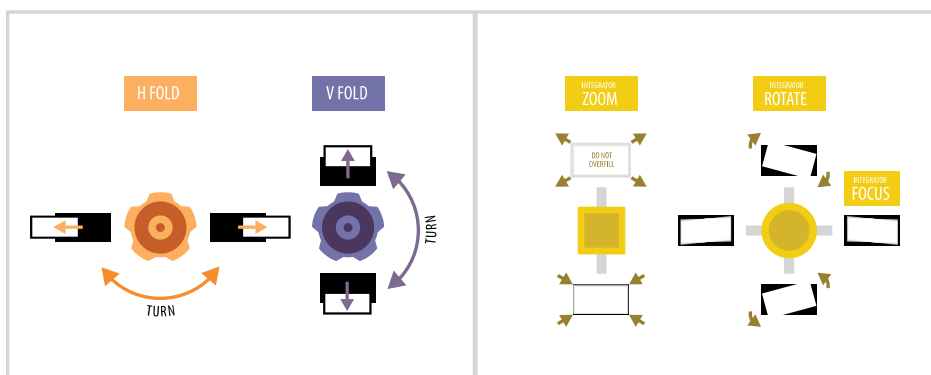 H FOLD
V FOLD
TURN
TURN
INTEGRATOR
ZOOM
DO NOT
OVERFILL
INTEGRATOR
ROTATE
INTEGRATOR
FOCUS